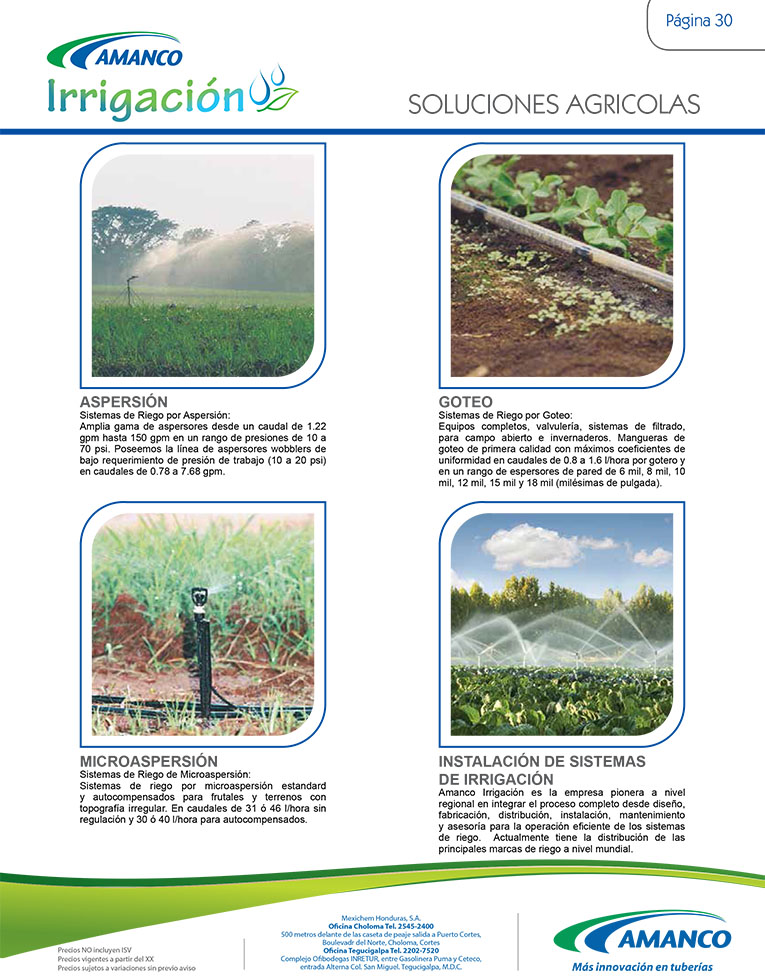 Página 30
AMANCO
Irrigación
SOLUCIONES AGRICOLAS
ASPERSIÓN
Sistemas de Riego por Aspersión:
Amplia gama de aspersores desde un caudal de 1.22
gpm hasta 150 gpm en un rango de presiones de 10 a
70 psi. Poseemos la línea de aspersores wobblers de
bajo requerimiento de presión de trabajo (10 a 20 psi)
en caudales de 0.78 a 7.68 gpm.
GOTEO
Sistemas de Riego por Goteo:
Equipos completos, valvulería, sistemas de filtrado,
para campo abierto e invernaderos. Mangueras de
goteo de primera calidad con máximos coeficientes de
uniformidad en caudales de 0.8 a 1.6 l/hora por gotero y
en un rango de espersores de pared de 6 mil, 8 mil, 10
mil, 12 mil, 15 mil y 18 mil (milésimas de pulgada).
MICROASPERSIÓN
Sistemas de Riego de Microaspersión:
Sistemas de riego por microaspersión estandard
y autocompensados para frutales y terrenos con
topografía irregular. En caudales de 31 ó 46 l/hora sin
regulación y 30 ó 40 l/hora para autocompensados.
INSTALACIÓN DE SISTEMAS
DE IRRIGACIÓN
Amanco Irrigación es la empresa pionera a nivel
regional en integrar el proceso completo desde diseño,
fabricación, distribución, instalación, mantenimiento
y asesoría para la operación eficiente de los sistemas
de riego. Actualmente tiene la distribución de las
principales marcas de riego a nivel mundial.
Precios NO incluyen ISV
Precios vigentes a partir del XX
Precios sujetos a variaciones sin previo aviso
Mexichem Honduras, S.A.
Oficina Choloma Tel. 2545-2400
500 metros delante de las caseta de peaje salida a Puerto Cortes,
Boulevadr del Norte, Choloma, Cortes
Oficina Tegucigalpa Tel. 2202-7520
Complejo Ofibodegas INRETUR, entre Gasolinera Puma y Ceteco,
entrada Alterna Col. San Miguel. Tegucigalpa, M.D.C.
AMANCO
Más innovación en tuberías